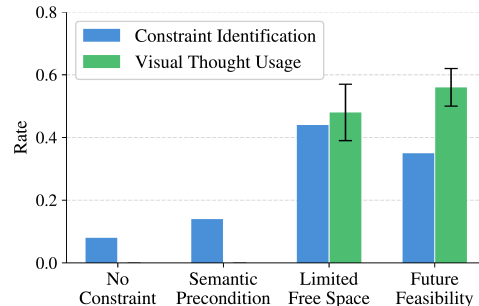 0.8
0.6
0.4
0.2
0.0
Rate
Constraint Identification
Visual Thought Usage
No
Constraint
Semantic
Precondition
Limited
Free Space
Future
Feasibility